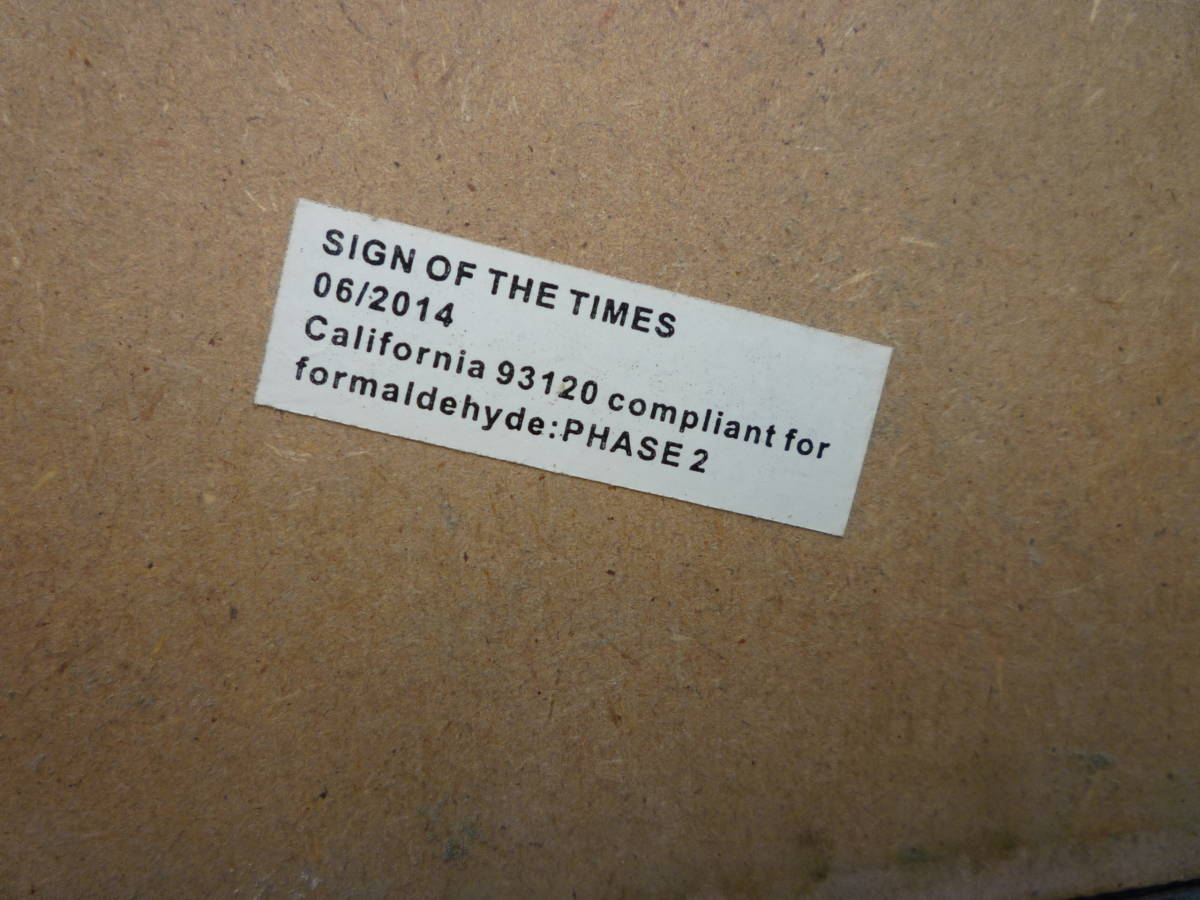 SIGN OF THE TIMES
06/2014
California 93120 compliant for
formaldehyde:PHASE 2